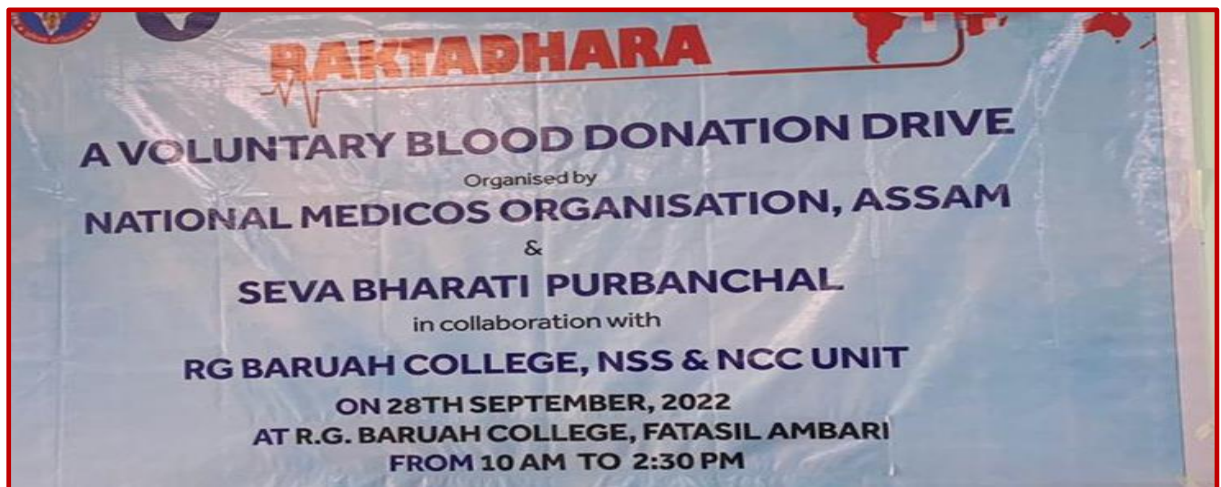 RAKTADHARA
A VOLUNTARY BLOOD DONATION DRIVE
Organised by
NATIONAL MEDICOS ORGANISATION, ASSAM
&
SEVA BHARATI PURBANCHAL
in collaboration with
RG BARUAH COLLEGE, NSS & NCC UNIT
ON 28TH SEPTEMBER, 2022
AT R.G. BARUAH COLLEGE, FATASIL AMBARI
FROM 10 AM TO 2:30 PM